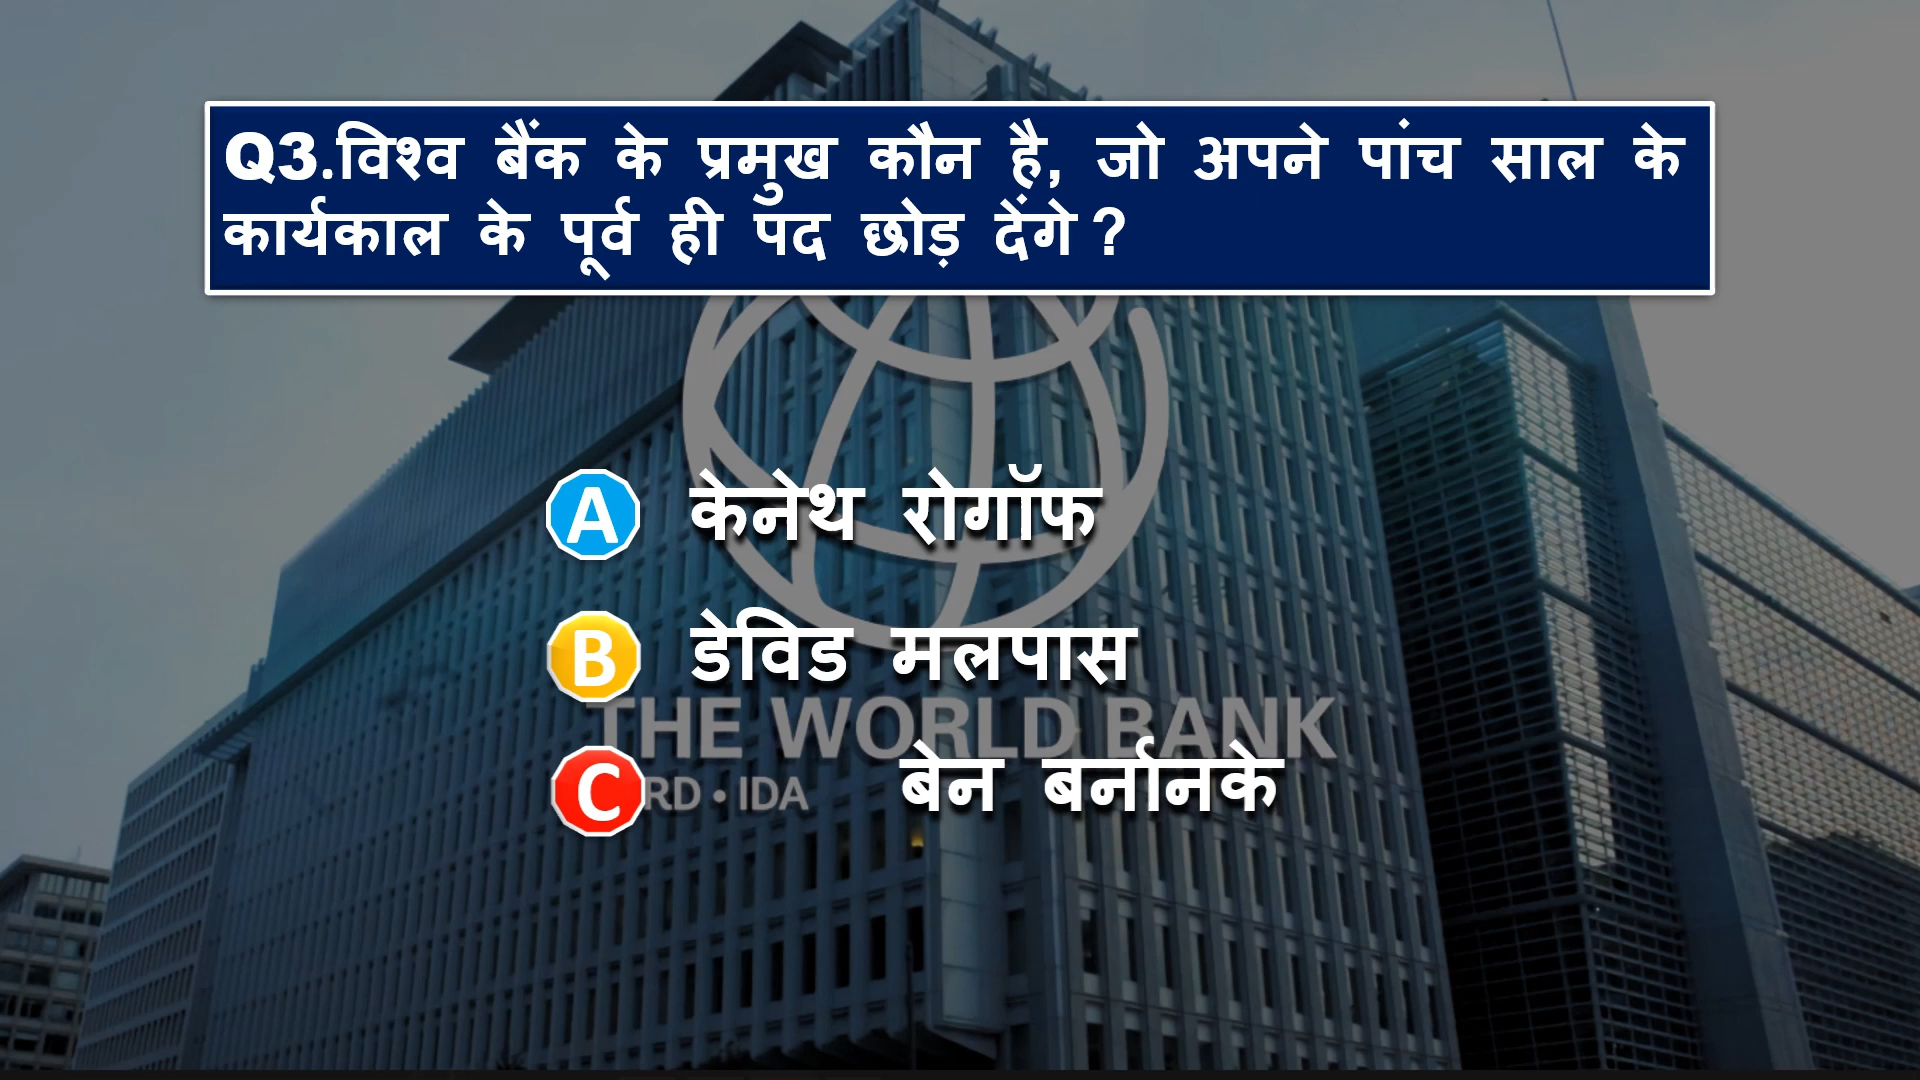 Q3.विश्व बैंक के प्रमुख कौन है, जो अपने पांच साल के
कार्यकाल के पूर्व ही पद छोड़ देंगे ?
A केनेथ रोगॉफ
B डेविड मलपास
THE WORLD BANK
C बेन बर्नानके
RD • IDA